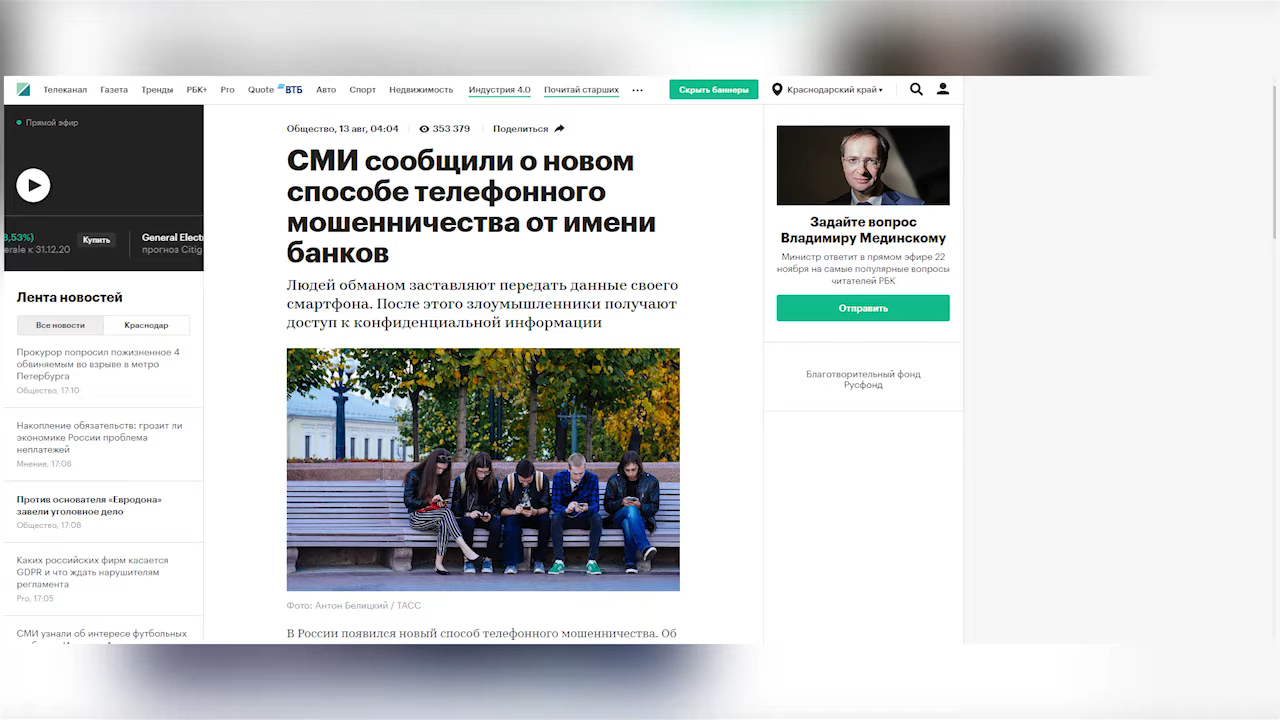 Телеканал Газета Тренды РБК+ Pro Quote ВТБ Авто Спорт Недвижимость Индустрия 4.0 Почитай старших ... Скрыть баннеры Краснодарский край
Прямой эфир
8,53%)
erale к 31.12.20
Купить
General Elect
прогноз Citig
Лента новостей
Все новости Краснодар
Прокурор попросил пожизненное 4
обвиняемым во взрыве в метро
Петербурга
Общество, 17:10
Накопление обязательств: грозит ли
экономике России проблема
неплатежей
Мнение, 17:08
Против основателя «Евродона»
завели уголовное дело
Общество, 17:08
Каких российских фирм касается
GDPR и что ждать нарушителям
регламента
Pro, 17:05
СМИ узнали об интересе футбольных
Общество, 13 авг, 04:04 353 379 Поделиться
СМИ сообщили о новом
способе телефонного
мошенничества от имени
банков
Людей обманом заставляют передать данные своего
смартфона. После этого злоумышленники получают
доступ к конфиденциальной информации
Фото: Антон Белицкий / ТАСС
В России появился новый способ телефонного мошенничества. Об
Задайте вопрос
Владимиру Мединскому
Министр ответит в прямом эфире 22
ноября на самые популярные вопросы
читателей РБК
Отправить
Благотворительный фонд
Русфонд